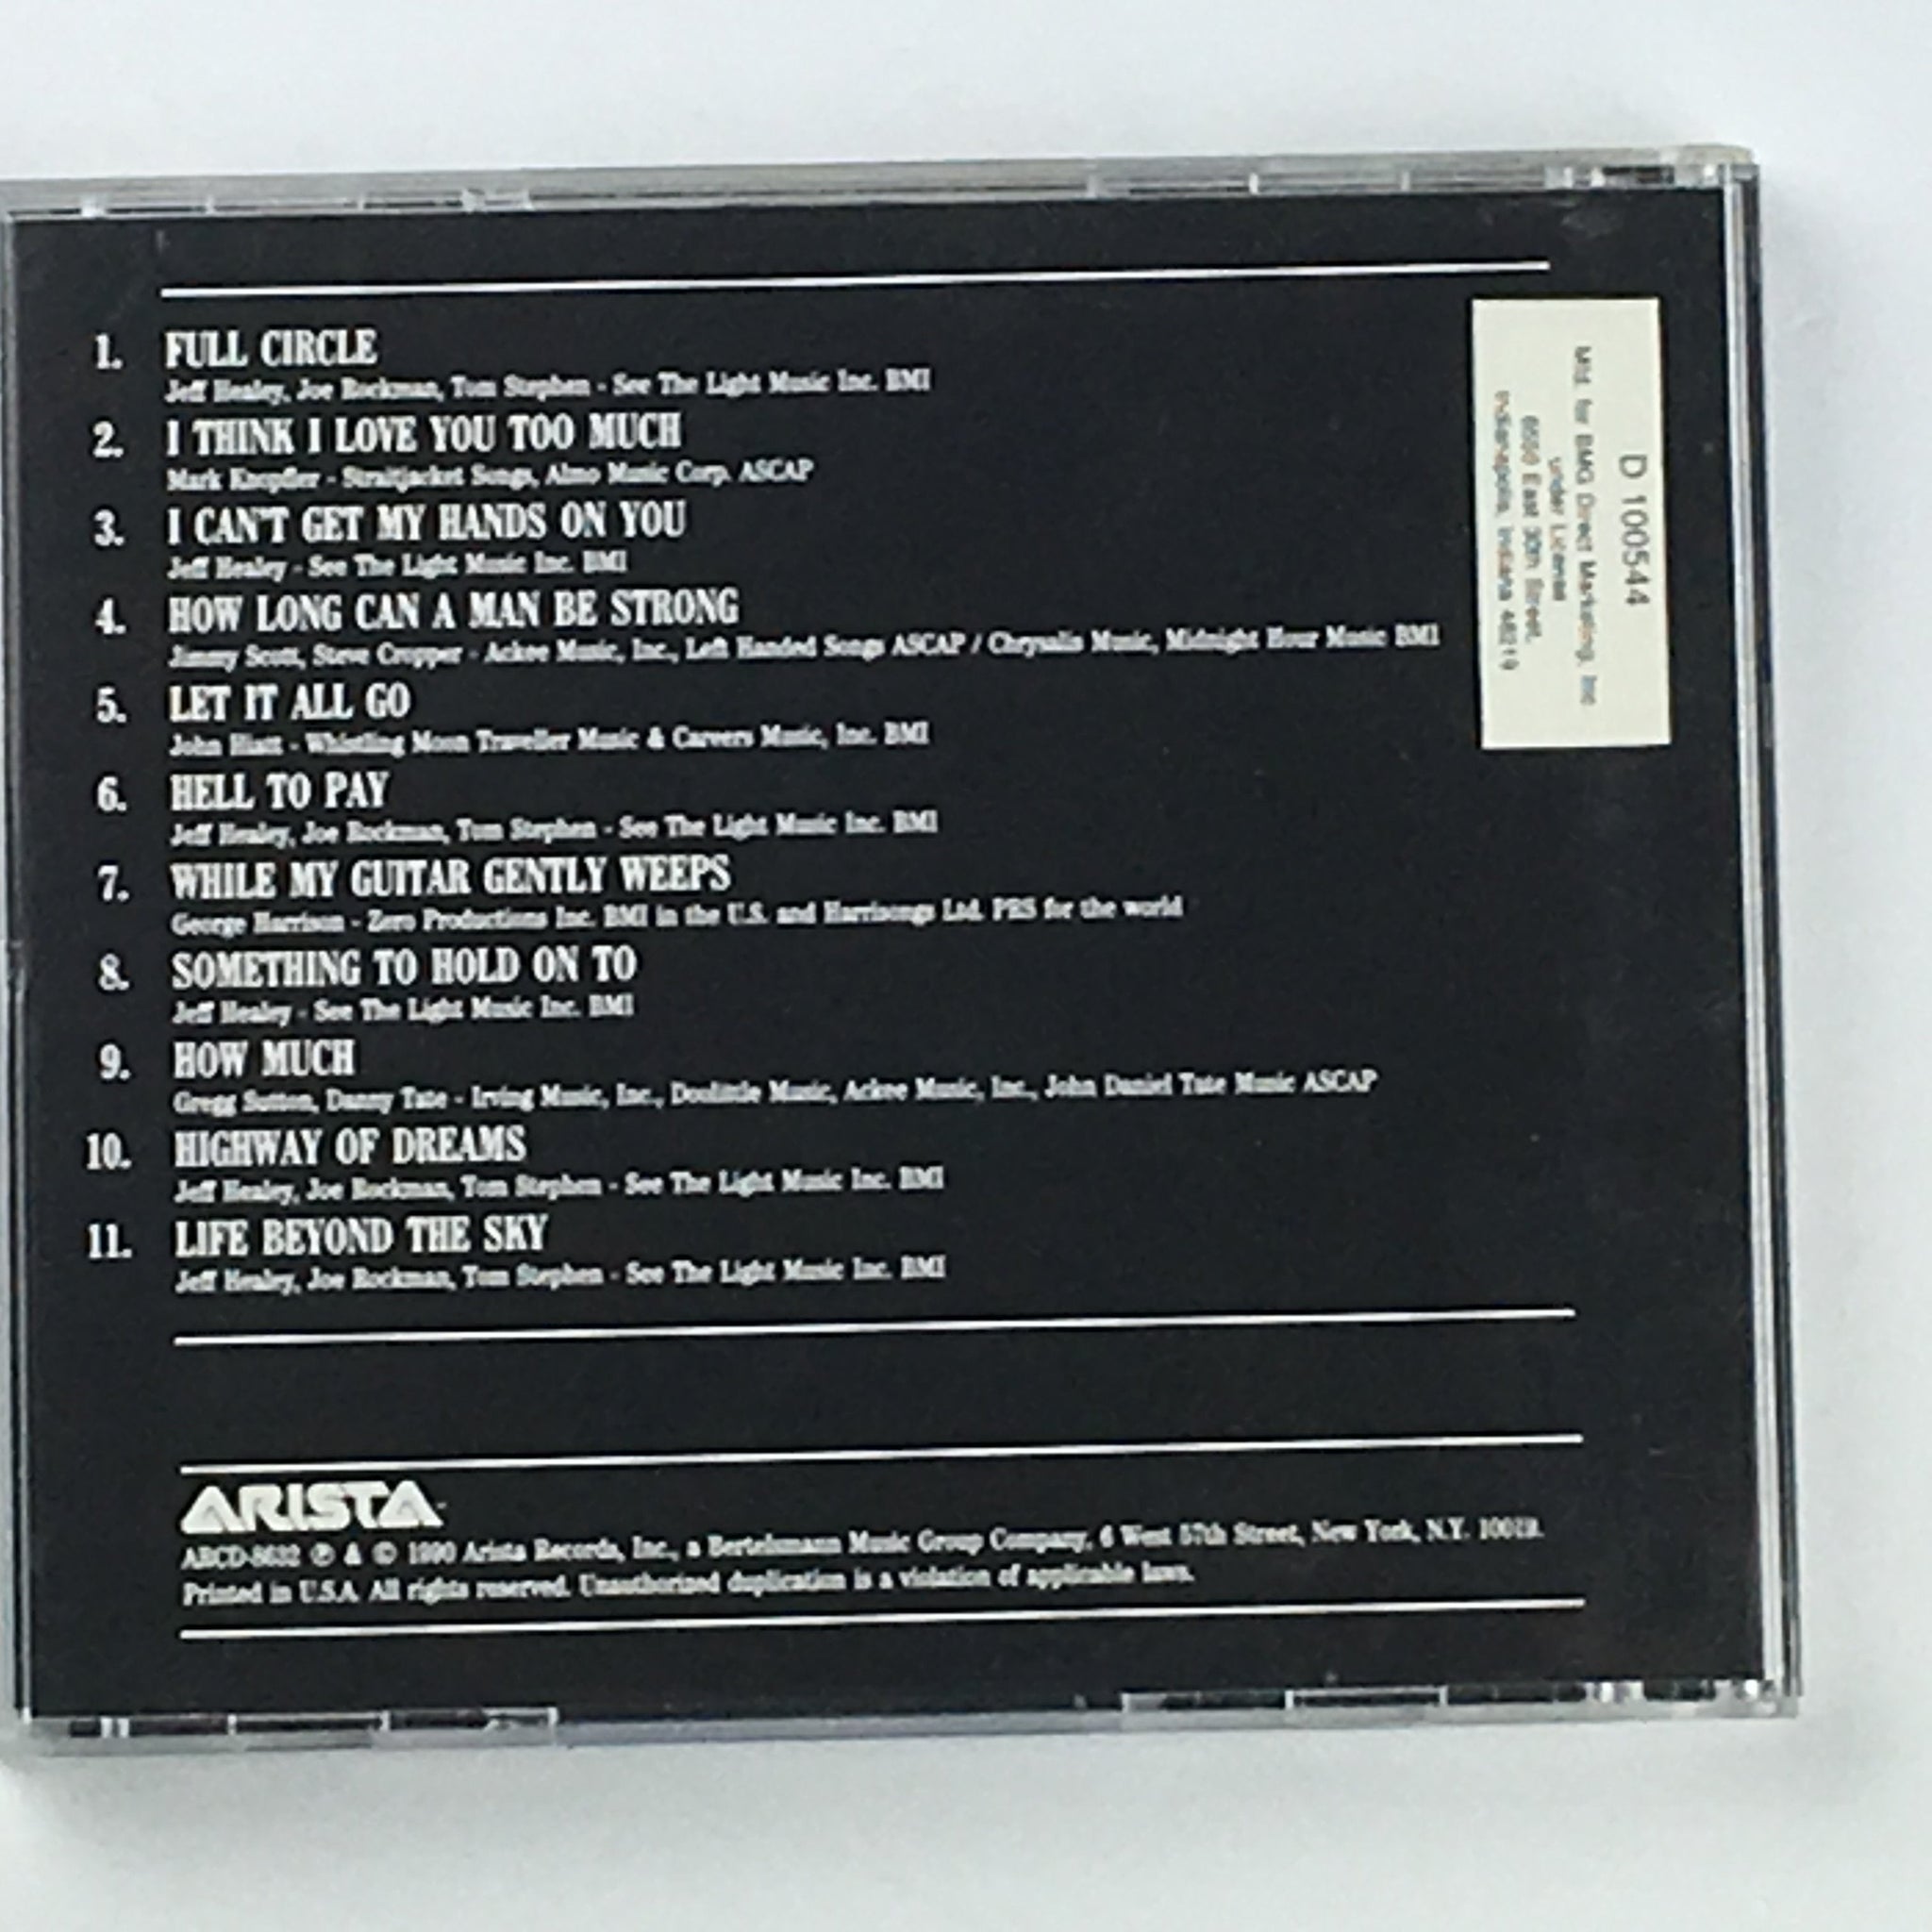 1. FULL CIRCLE
Jeff Healey, Joe Rockman, Tom Stephen - See The Light Music Inc. BMI
2. I THINK I LOVE YOU TOO MUCH
Mark Knopfler - Straitjacket Songs, Almo Music Corp. ASCAP
3. I CAN'T GET MY HANDS ON YOU
Jeff Healey - See The Light Music Inc. BMI
4. HOW LONG CAN A MAN BE STRONG
Jimmy Scott, Steve Cropper - Ackee Music, Inc., Left Handed Songs ASCAP / Chrysalis Music, Midnight Hour Music BMI
5. LET IT ALL GO
John Hiatt - Whistling Moon Traveller Music & Careers Music, Inc. BMI
6. HELL TO PAY
Jeff Healey, Joe Rockman, Tom Stephen - See The Light Music Inc. BMI
7. WHILE MY GUITAR GENTLY WEEPS
George Harrison - Zero Productions Inc. BMI in the U.S. and Harrisongs Ltd. PRS for the world
8. SOMETHING TO HOLD ON TO
Jeff Healey - See The Light Music Inc. BMI
9. HOW MUCH
Gregg Sutton, Danny Tate - Irving Music, Inc., Doolittle Music, Ackee Music, Inc., John Daniel Tate Music ASCAP
10. HIGHWAY OF DREAMS
Jeff Healey, Joe Rockman, Tom Stephen - See The Light Music Inc. BMI
11. LIFE BEYOND THE SKY
Jeff Healey, Joe Rockman, Tom Stephen - See The Light Music Inc. BMI
ARISTA
ARCD-8632 ℗ & © 1990 Arista Records, Inc., a Bertelsmann Music Group Company, 6 West 57th Street, New York, N.Y. 10019.
Printed in U.S.A. All rights reserved. Unauthorized duplication is a violation of applicable laws.
D 100544
Mfd. for BMG Direct Marketing, Inc
under License
6550 East 30th Street,
Indianapolis, Indiana 46219